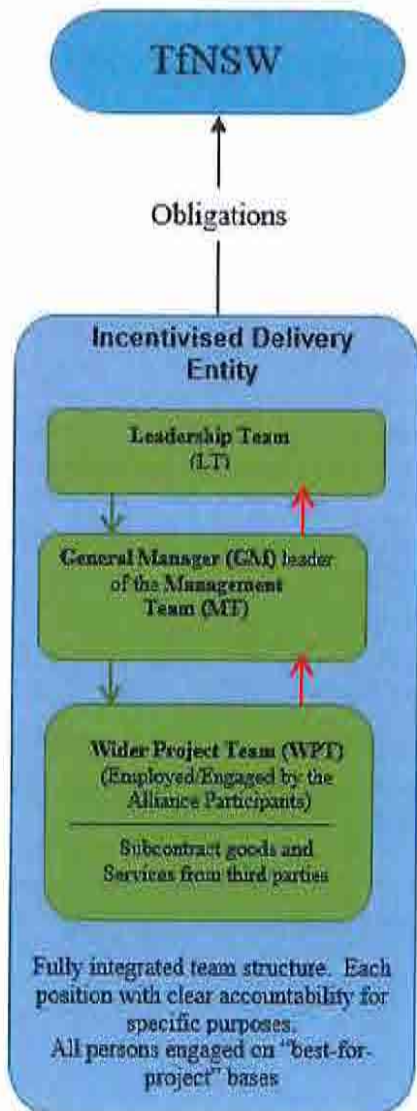 TfNSW
Obligations
Incentivised Delivery
Entity
Leadership Team
(LT)
General Manager (GM) leader
of the Management
Team (MT)
Wider Project Team (WPT)
(Employed/Engaged by the
Alliance Participants)
Subcontract goods and
Services from third parties
Fully integrated team structure. Each
position with clear accountability for
specific purposes.
All persons engaged on "best-for-
project" bases